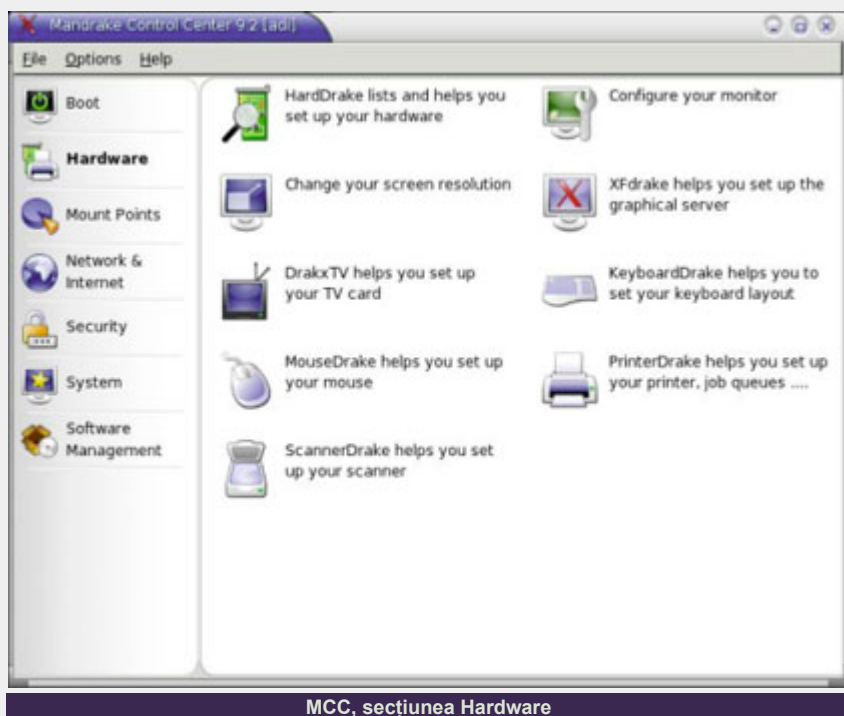 Mandrake Control Center 9.2 [adi]
File Options Help
Boot
Hardware
Mount Points
Network &
Internet
Security
System
Software
Management
HardDrake lists and helps you
set up your hardware
Configure your monitor
Change your screen resolution
XFdrake helps you set up the
graphical server
DrakxTV helps you set up
your TV card
KeyboardDrake helps you to
set your keyboard layout
MouseDrake helps you set up
your mouse
PrinterDrake helps you set up
your printer, job queues ....
ScannerDrake helps you set
up your scanner
MCC, secțiunea Hardware